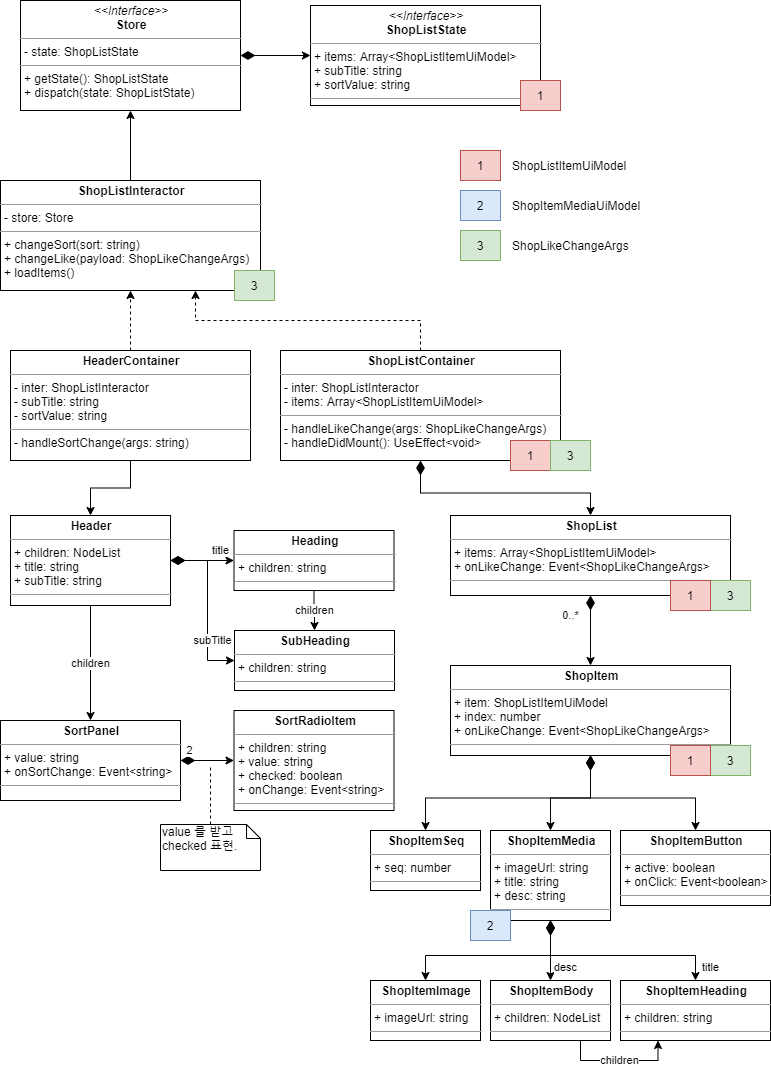 <<Interface>>
Store
- state: ShopListState
+ getState(): ShopListState
+ dispatch(state: ShopListState)
<<Interface>>
ShopListState
+ items: Array<ShopListItemUiModel>
+ subTitle: string
+ sortValue: string
1
1
ShopListItemUiModel
2
ShopItemMediaUiModel
3
ShopLikeChangeArgs
ShopListInteractor
- store: Store
+ changeSort(sort: string)
+ changeLike(payload: ShopLikeChangeArgs)
+ loadItems()
3
HeaderContainer
- inter: ShopListInteractor
- subTitle: string
- sortValue: string
- handleSortChange(args: string)
ShopListContainer
- inter: ShopListInteractor
- items: Array<ShopListItemUiModel>
- handleLikeChange(args: ShopLikeChangeArgs)
- handleDidMount(): UseEffect<void>
1
3
Header
+ children: NodeList
+ title: string
+ subTitle: string
title
subTitle
children
Heading
+ children: string
children
SubHeading
+ children: string
ShopList
+ items: Array<ShopListItemUiModel>
+ onLikeChange: Event<ShopLikeChangeArgs>
1
3
0..*
ShopItem
+ item: ShopListItemUiModel
+ index: number
+ onLikeChange: Event<ShopLikeChangeArgs>
1
3
SortPanel
+ value: string
+ onSortChange: Event<string>
2
SortRadioItem
+ children: string
+ value: string
+ checked: boolean
+ onChange: Event<string>
value 를 받고
checked 표현.
ShopItemSeq
+ seq: number
ShopItemMedia
+ imageUrl: string
+ title: string
+ desc: string
2
ShopItemButton
+ active: boolean
+ onClick: Event<boolean>
desc
title
ShopItemImage
+ imageUrl: string
ShopItemBody
+ children: NodeList
ShopItemHeading
+ children: string
children